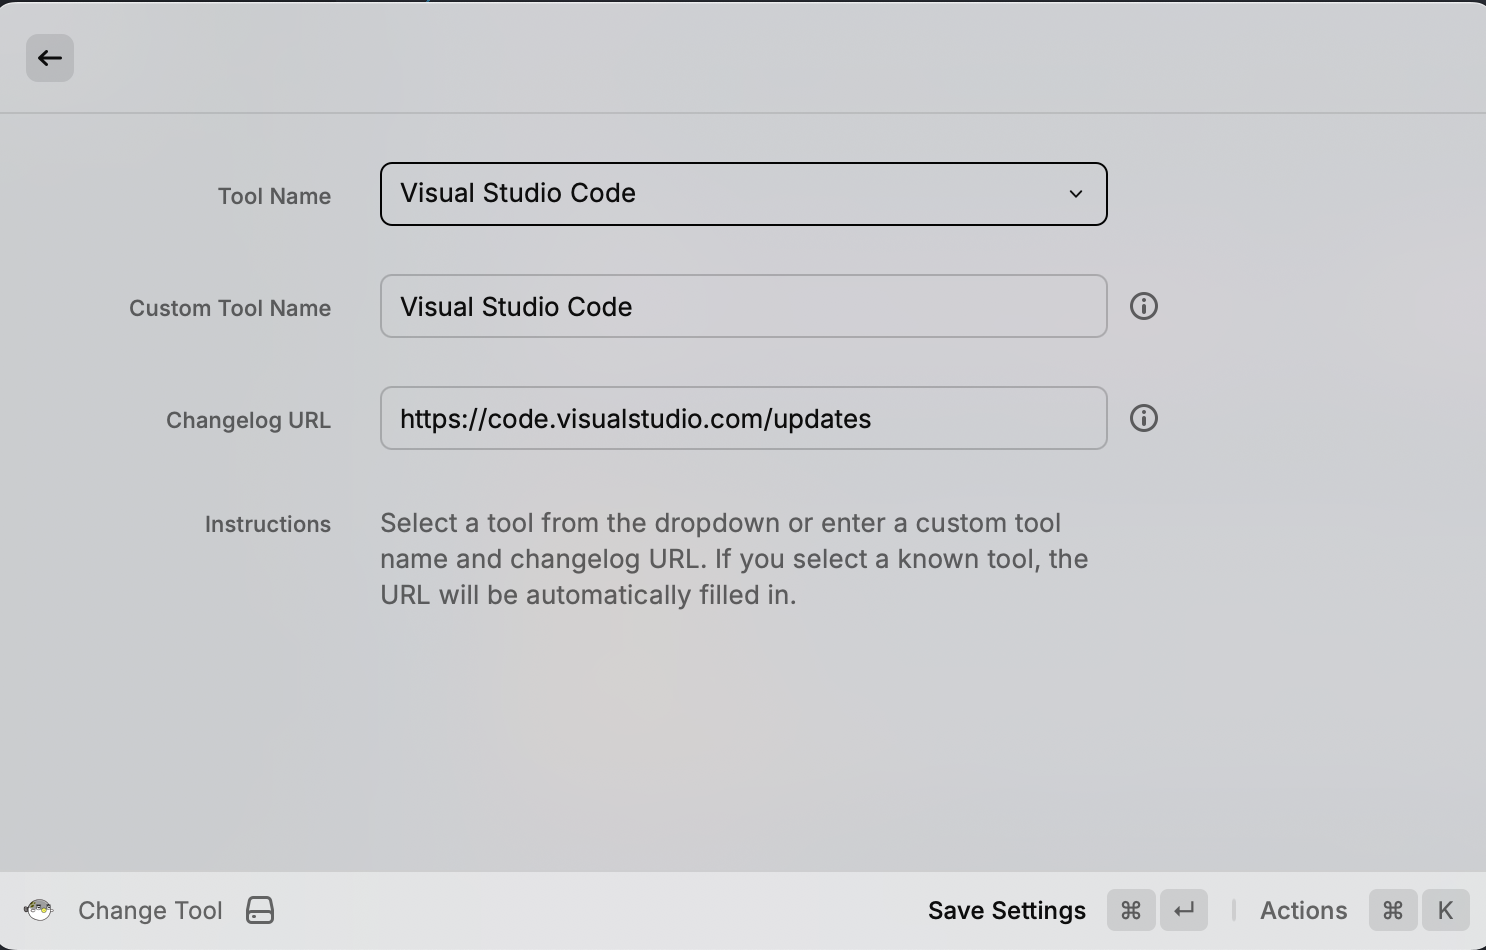 Tool Name
Visual Studio Code
Custom Tool Name
Visual Studio Code
Changelog URL
https://code.visualstudio.com/updates
Instructions
Select a tool from the dropdown or enter a custom tool
name and changelog URL. If you select a known tool, the
URL will be automatically filled in.
Change Tool
Save Settings ⌘ ↵
Actions ⌘ K